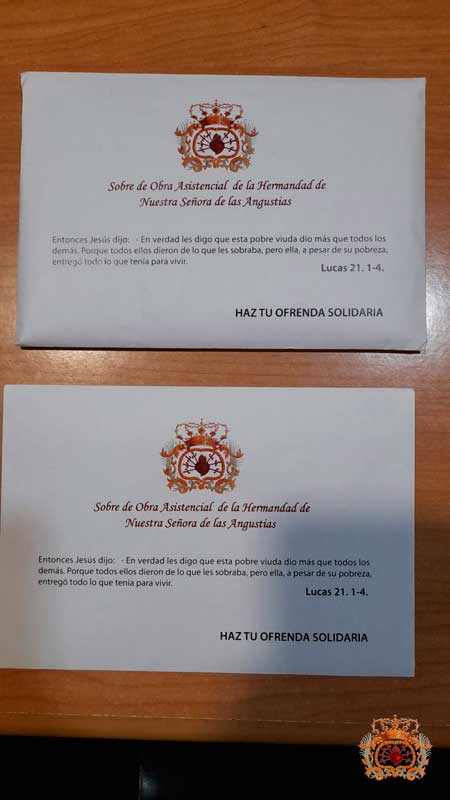 Sobre de Obra Asistencial de la Hermandad de
Nuestra Señora de las Angustias
Entonces Jesús dijo: - En verdad les digo que esta pobre viuda dio más que todos los
demás. Porque todos ellos dieron de lo que les sobraba, pero ella, a pesar de su pobreza,
entregó todo lo que tenía para vivir.
Lucas 21. 1-4.
HAZ TU OFRENDA SOLIDARIA
Sobre de Obra Asistencial de la Hermandad de
Nuestra Señora de las Angustias
Entonces Jesús dijo: - En verdad les digo que esta pobre viuda dio más que todos los
demás. Porque todos ellos dieron de lo que les sobraba, pero ella, a pesar de su pobreza,
entregó todo lo que tenía para vivir.
Lucas 21. 1-4.
HAZ TU OFRENDA SOLIDARIA